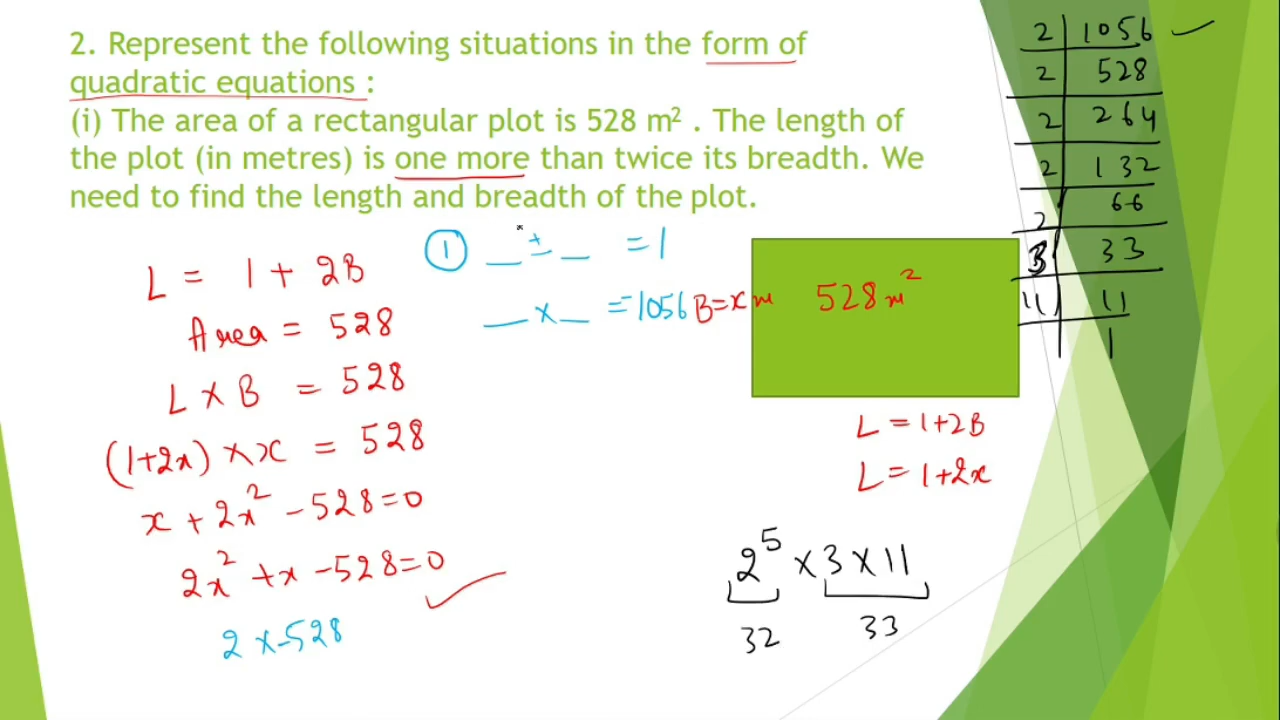 2. Represent the following situations in the form of
quadratic equations :
(i) The area of a rectangular plot is 528 m² . The length of
the plot (in metres) is one more than twice its breadth. We
need to find the length and breadth of the plot.
L = 1 + 2B
Area = 528
L × B = 528
(1+2x) × x = 528
x + 2x² - 528 = 0
2x² + x - 528 = 0
2 × -528
① _ ± _ = 1
_ × _ = -1056
B = x m
528 m²
L = 1+2B
L = 1+2x
2⁵ × 3 × 11
32 33
2 | 1056
2 | 528
2 | 264
2 | 132
2 | 66
3 | 33
11 | 11
1